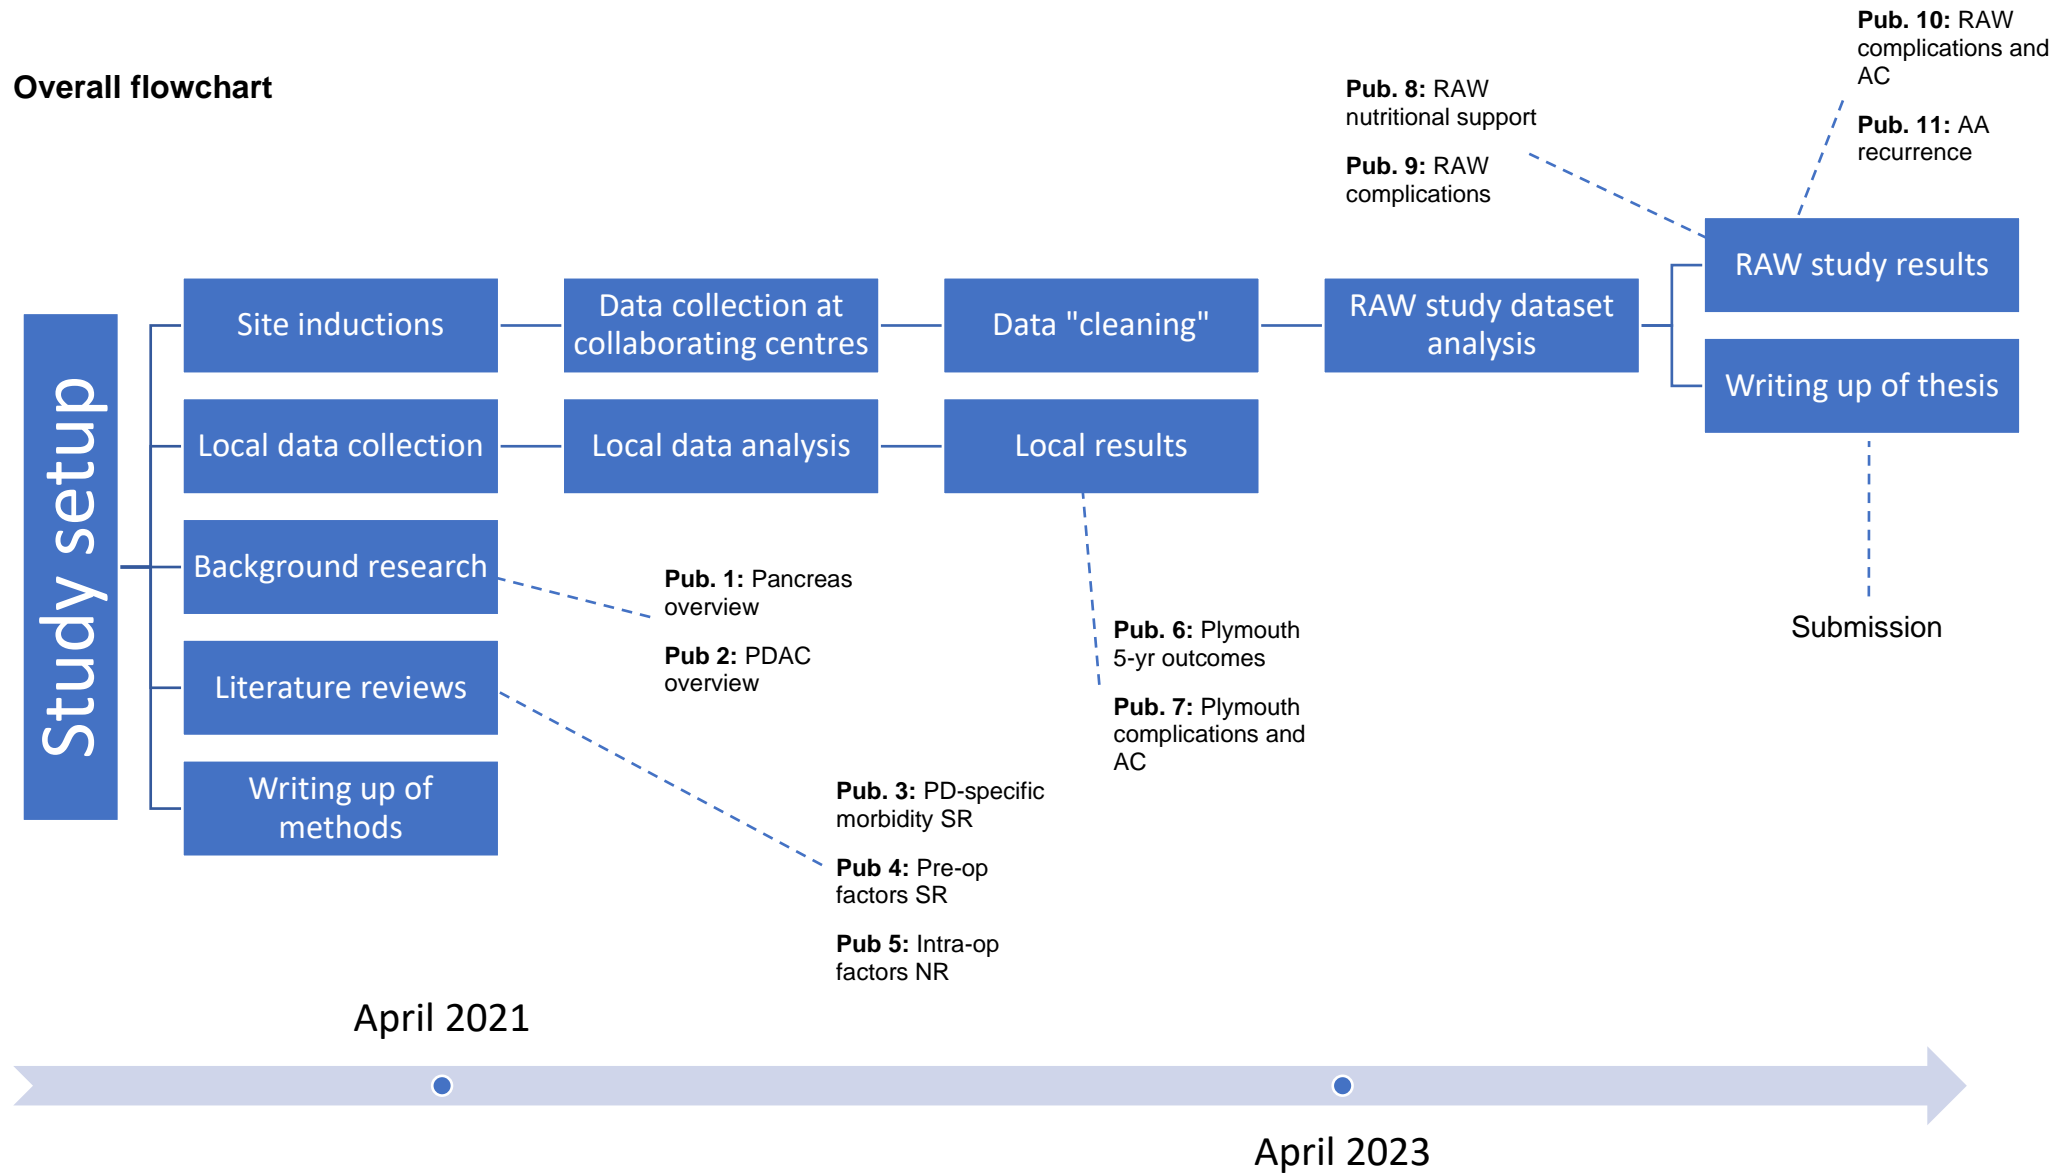 Overall flowchart
Pub. 10: RAW
complications and
AC
Pub. 11: AA
recurrence
Pub. 8: RAW
nutritional support
Pub. 9: RAW
complications
Study setup
Site inductions
Data collection at
collaborating centres
Data "cleaning"
RAW study dataset
analysis
RAW study results
Writing up of thesis
Local data collection
Local data analysis
Local results
Background research
Literature reviews
Writing up of
methods
Pub. 1: Pancreas
overview
Pub 2: PDAC
overview
Pub. 6: Plymouth
5-yr outcomes
Pub. 7: Plymouth
complications and
AC
Submission
Pub. 3: PD-specific
morbidity SR
Pub 4: Pre-op
factors SR
Pub 5: Intra-op
factors NR
April 2021
April 2023